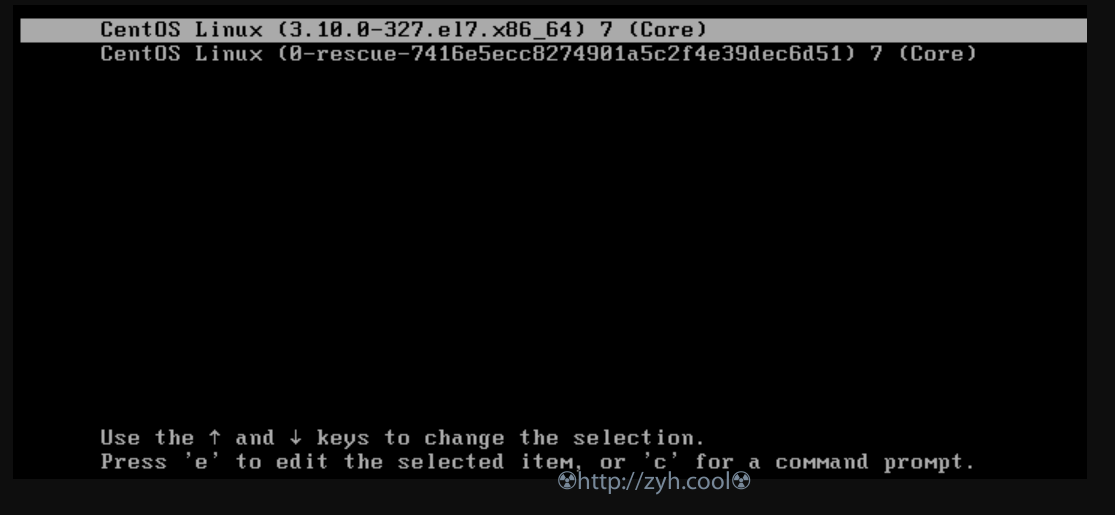 CentOS Linux (3.10.0-327.el7.x86_64) 7 (Core)
CentOS Linux (0-rescue-7416e5ecc8274901a5c2f4e39dec6d51) 7 (Core)
Use the ↑ and ↓ keys to change the selection.
Press 'e' to edit the selected item, or 'c' for a command prompt.
☢http://zyh.cool☢